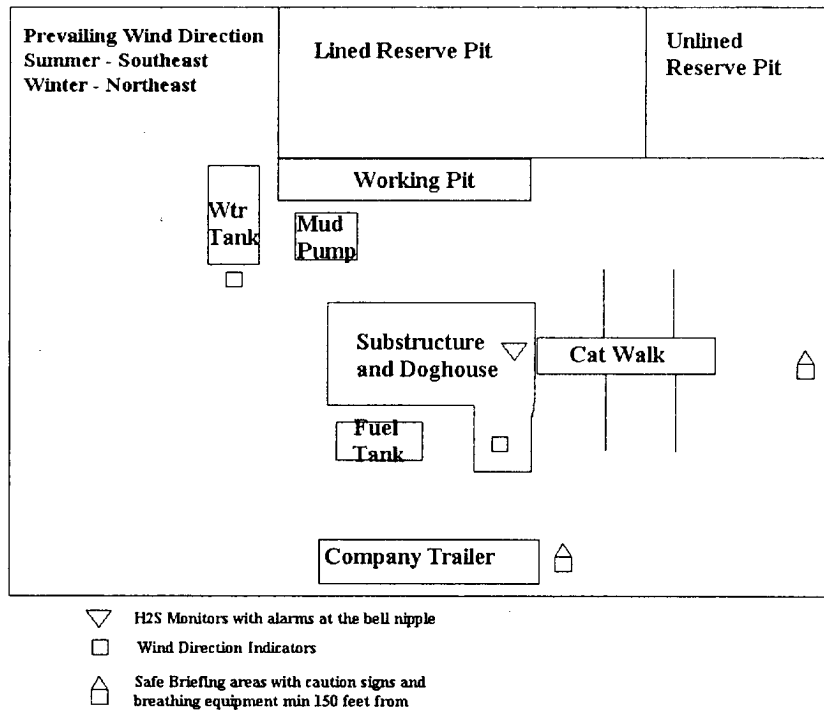 Prevailing Wind Direction
Summer - Southeast
Winter - Northeast
Lined Reserve Pit
Unlined
Reserve Pit
Working Pit
Wtr
Tank
Mud
Pump
Substructure
and Doghouse
Cat Walk
Fuel
Tank
Company Trailer
H2S Monitors with alarms at the bell nipple
Wind Direction Indicators
Safe Briefing areas with caution signs and
breathing equipment min 150 feet from